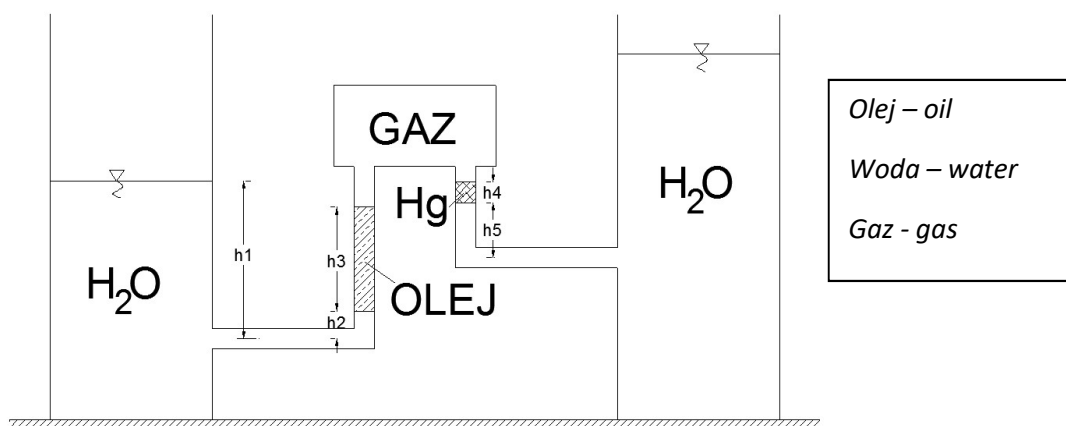 GAZ
Hg
h4
h5
H₂O
h1
h3
H₂O
OLEJ
h2
Olej – oil
Woda – water
Gaz - gas